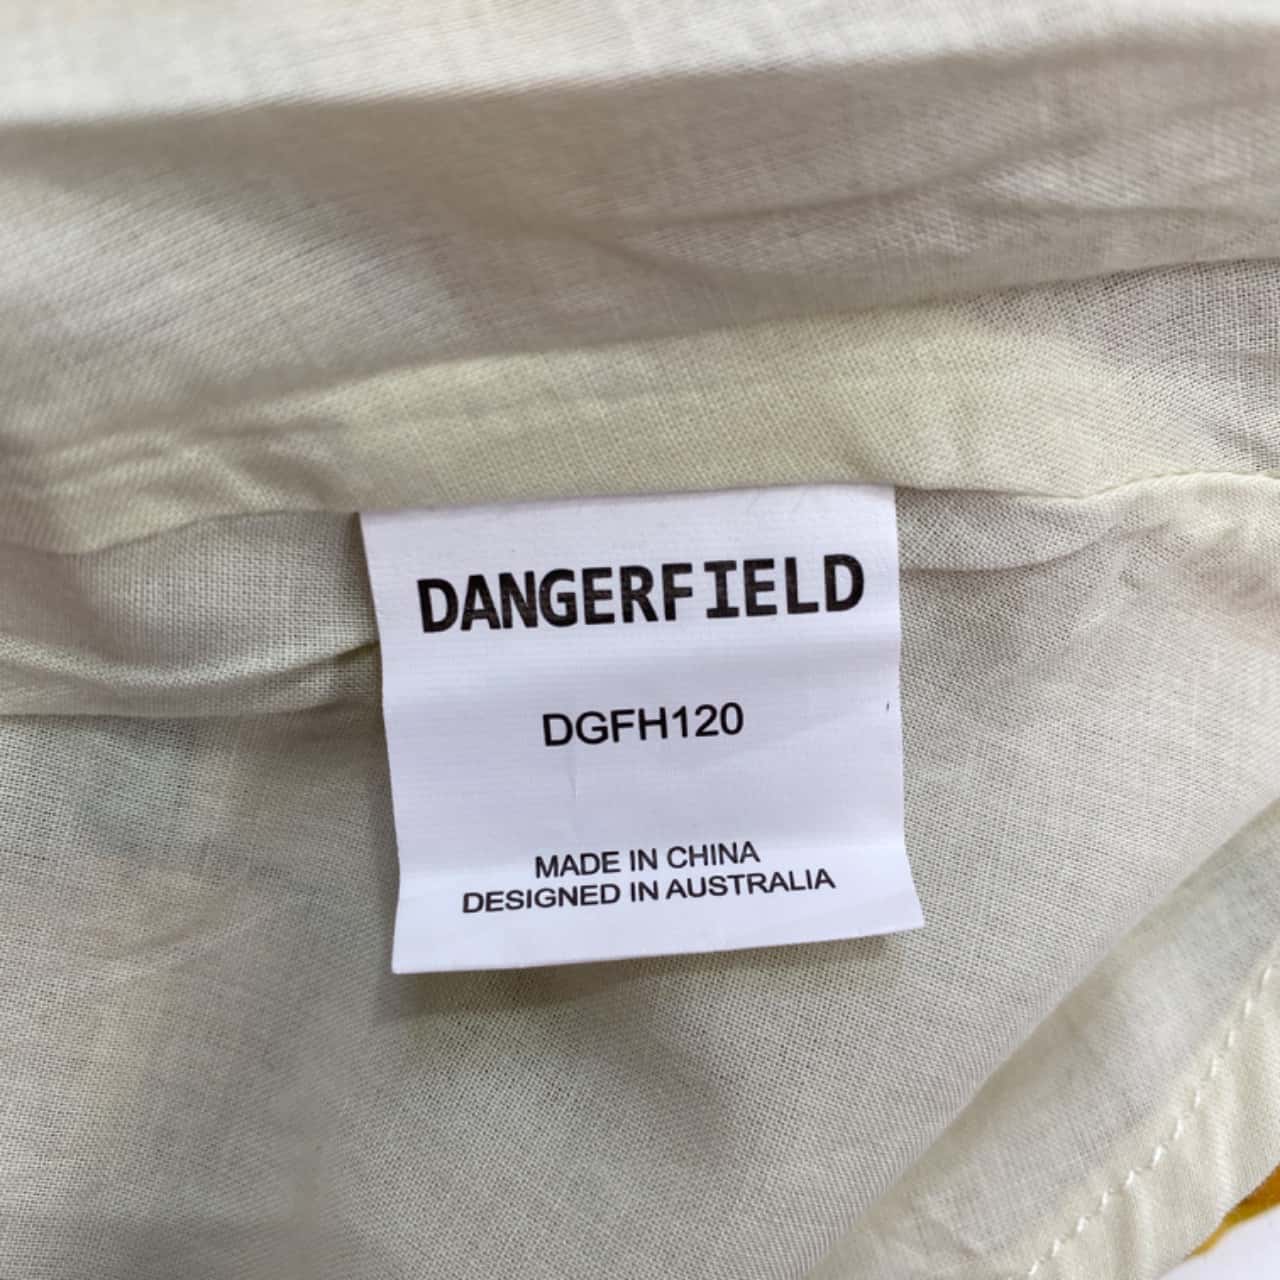 DANGERFIELD
DGFH120
MADE IN CHINA
DESIGNED IN AUSTRALIA